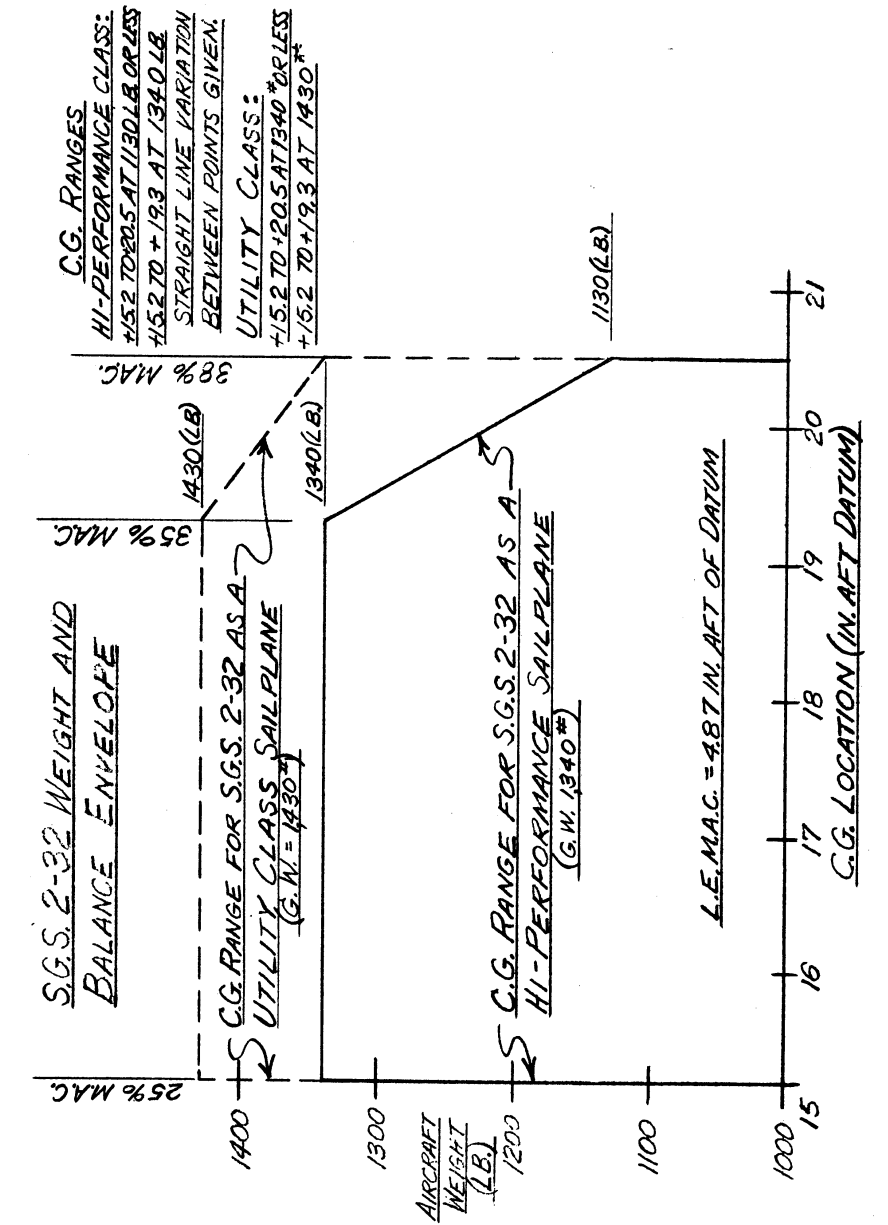 S.G.S. 2-32 WEIGHT AND
BALANCE ENVELOPE
25% M.A.C.
35% M.A.C.
38% M.A.C.
C.G. RANGES
HI-PERFORMANCE CLASS:
+15.2 TO+20.5 AT 1130 LB. OR LESS
+15.2 TO + 19.3 AT 1340 LB.
STRAIGHT LINE VARIATION
BETWEEN POINTS GIVEN.
UTILITY CLASS:
+15.2 TO +20.5 AT 1340# OR LESS
+15.2 TO +19.3 AT 1430#
1430 (LB.)
1340 (LB.)
1130 (LB.)
C.G. RANGE FOR S.G.S. 2-32 AS A
UTILITY CLASS SAILPLANE
(G.W. = 1,430#)
C.G. RANGE FOR S.G.S. 2-32 AS A
HI-PERFORMANCE SAILPLANE
(G.W. 1,340#)
L.E. M.A.C. = 4.87 IN. AFT OF DATUM
AIRCRAFT
WEIGHT
(LB.)
1400
1300
1200
1100
1000
15
16
17
18
19
20
21
C.G. LOCATION (IN. AFT DATUM)